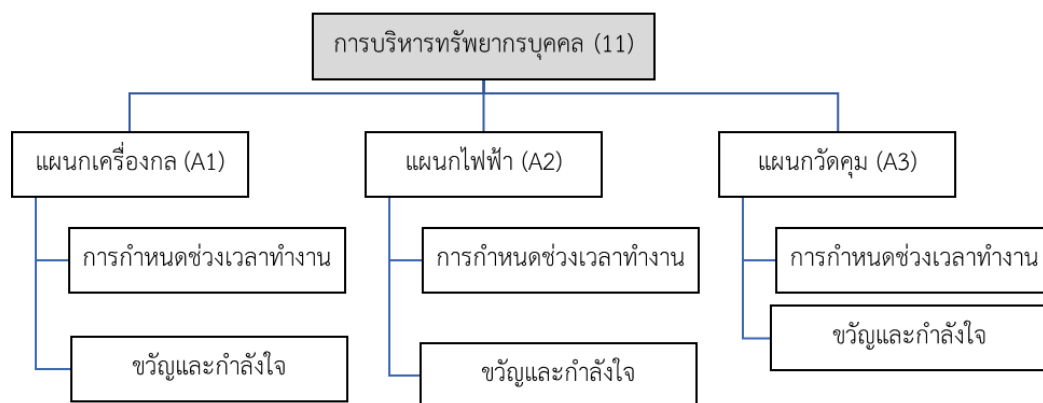 การบริหารทรัพยากรบุคคล (11)
แผนกเครื่องกล (A1)
แผนกไฟฟ้า (A2)
แผนกวัดคุม (A3)
การกำหนดช่วงเวลาทำงาน
การกำหนดช่วงเวลาทำงาน
การกำหนดช่วงเวลาทำงาน
ขวัญและกำลังใจ
ขวัญและกำลังใจ
ขวัญและกำลังใจ